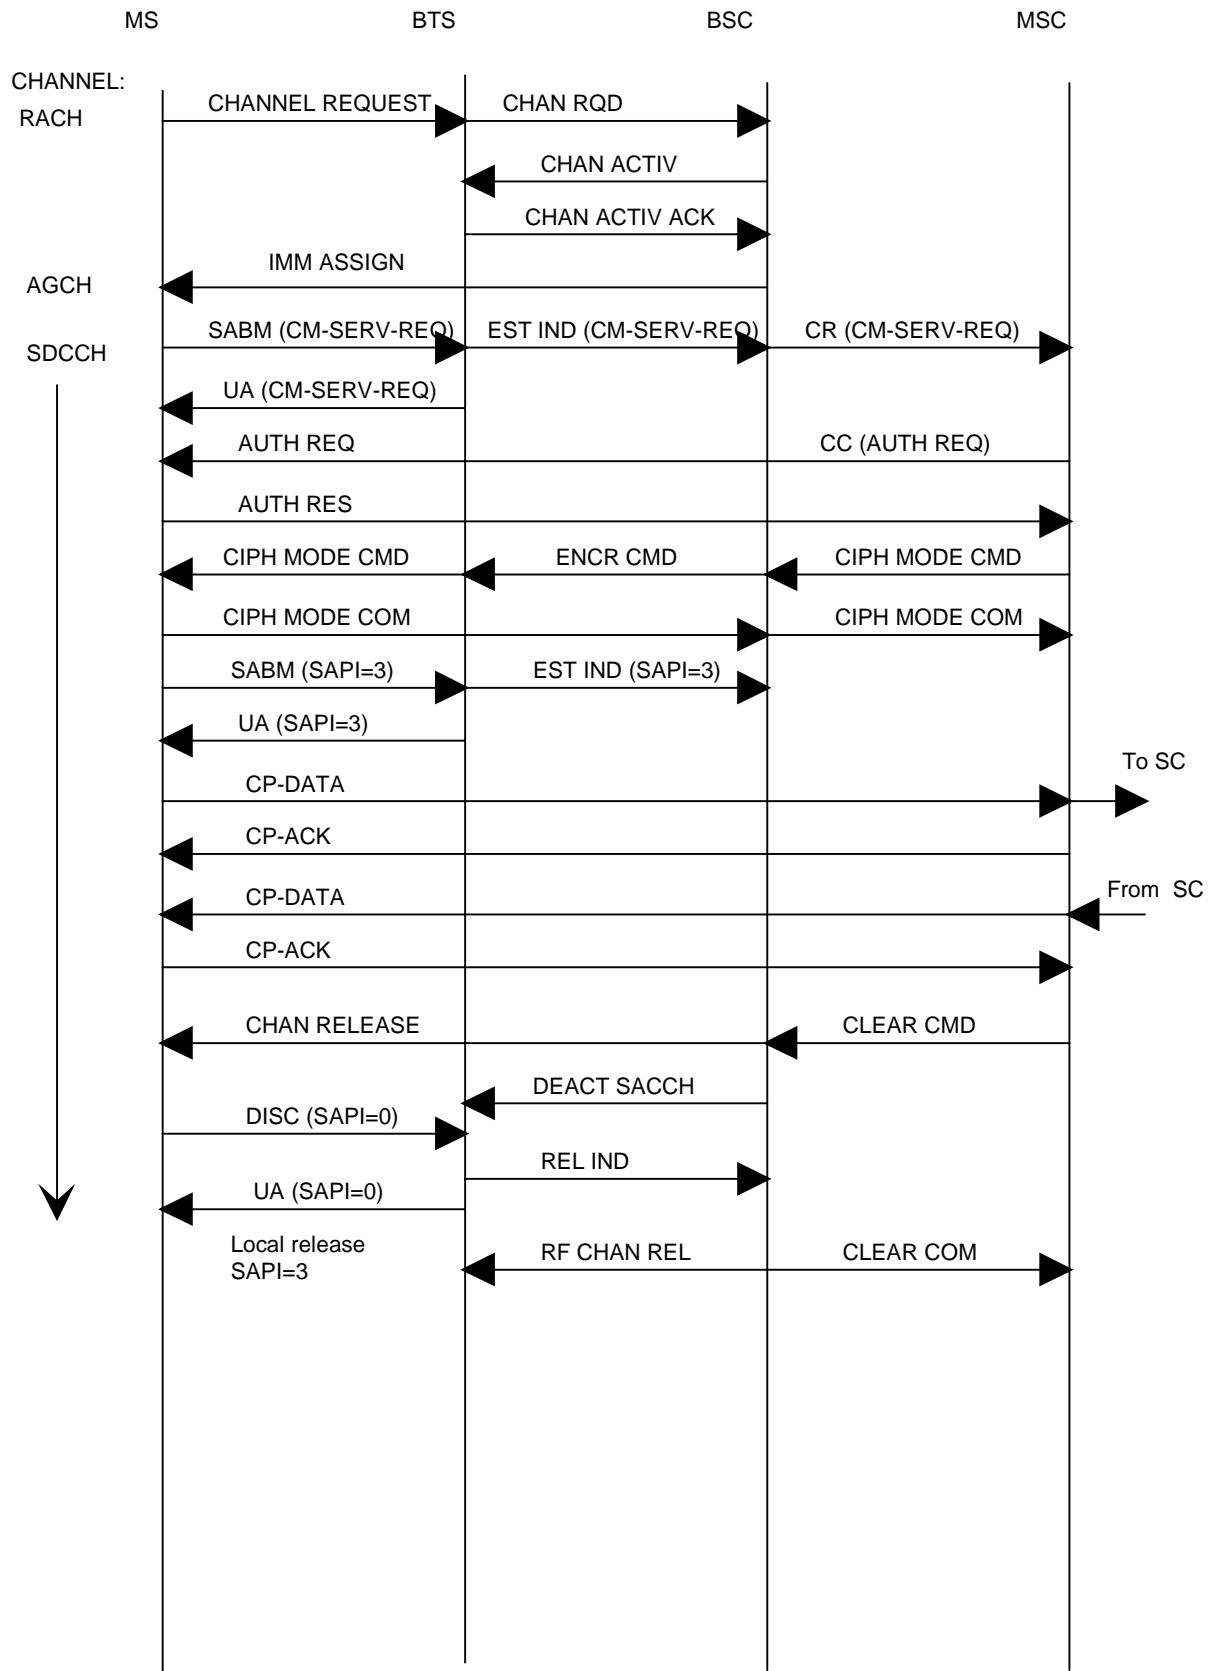 MS BTS BSC MSC
CHANNEL:
RACH CHANNEL REQUEST CHAN RQD
CHAN ACTIV
CHAN ACTIV ACK
IMM ASSIGN
AGCH
SABM (CM-SERV-REQ) EST IND (CM-SERV-REQ) CR (CM-SERV-REQ)
SDCCH
UA (CM-SERV-REQ)
AUTH REQ CC (AUTH REQ)
AUTH RES
CIPH MODE CMD ENCR CMD CIPH MODE CMD
CIPH MODE COM CIPH MODE COM
SABM (SAPI=3) EST IND (SAPI=3)
UA (SAPI=3)
To SC
CP-DATA
CP-ACK
From SC
CP-DATA
CP-ACK
CHAN RELEASE CLEAR CMD
DEACT SACCH
DISC (SAPI=0)
REL IND
UA (SAPI=0)
Local release
SAPI=3
RF CHAN REL CLEAR COM